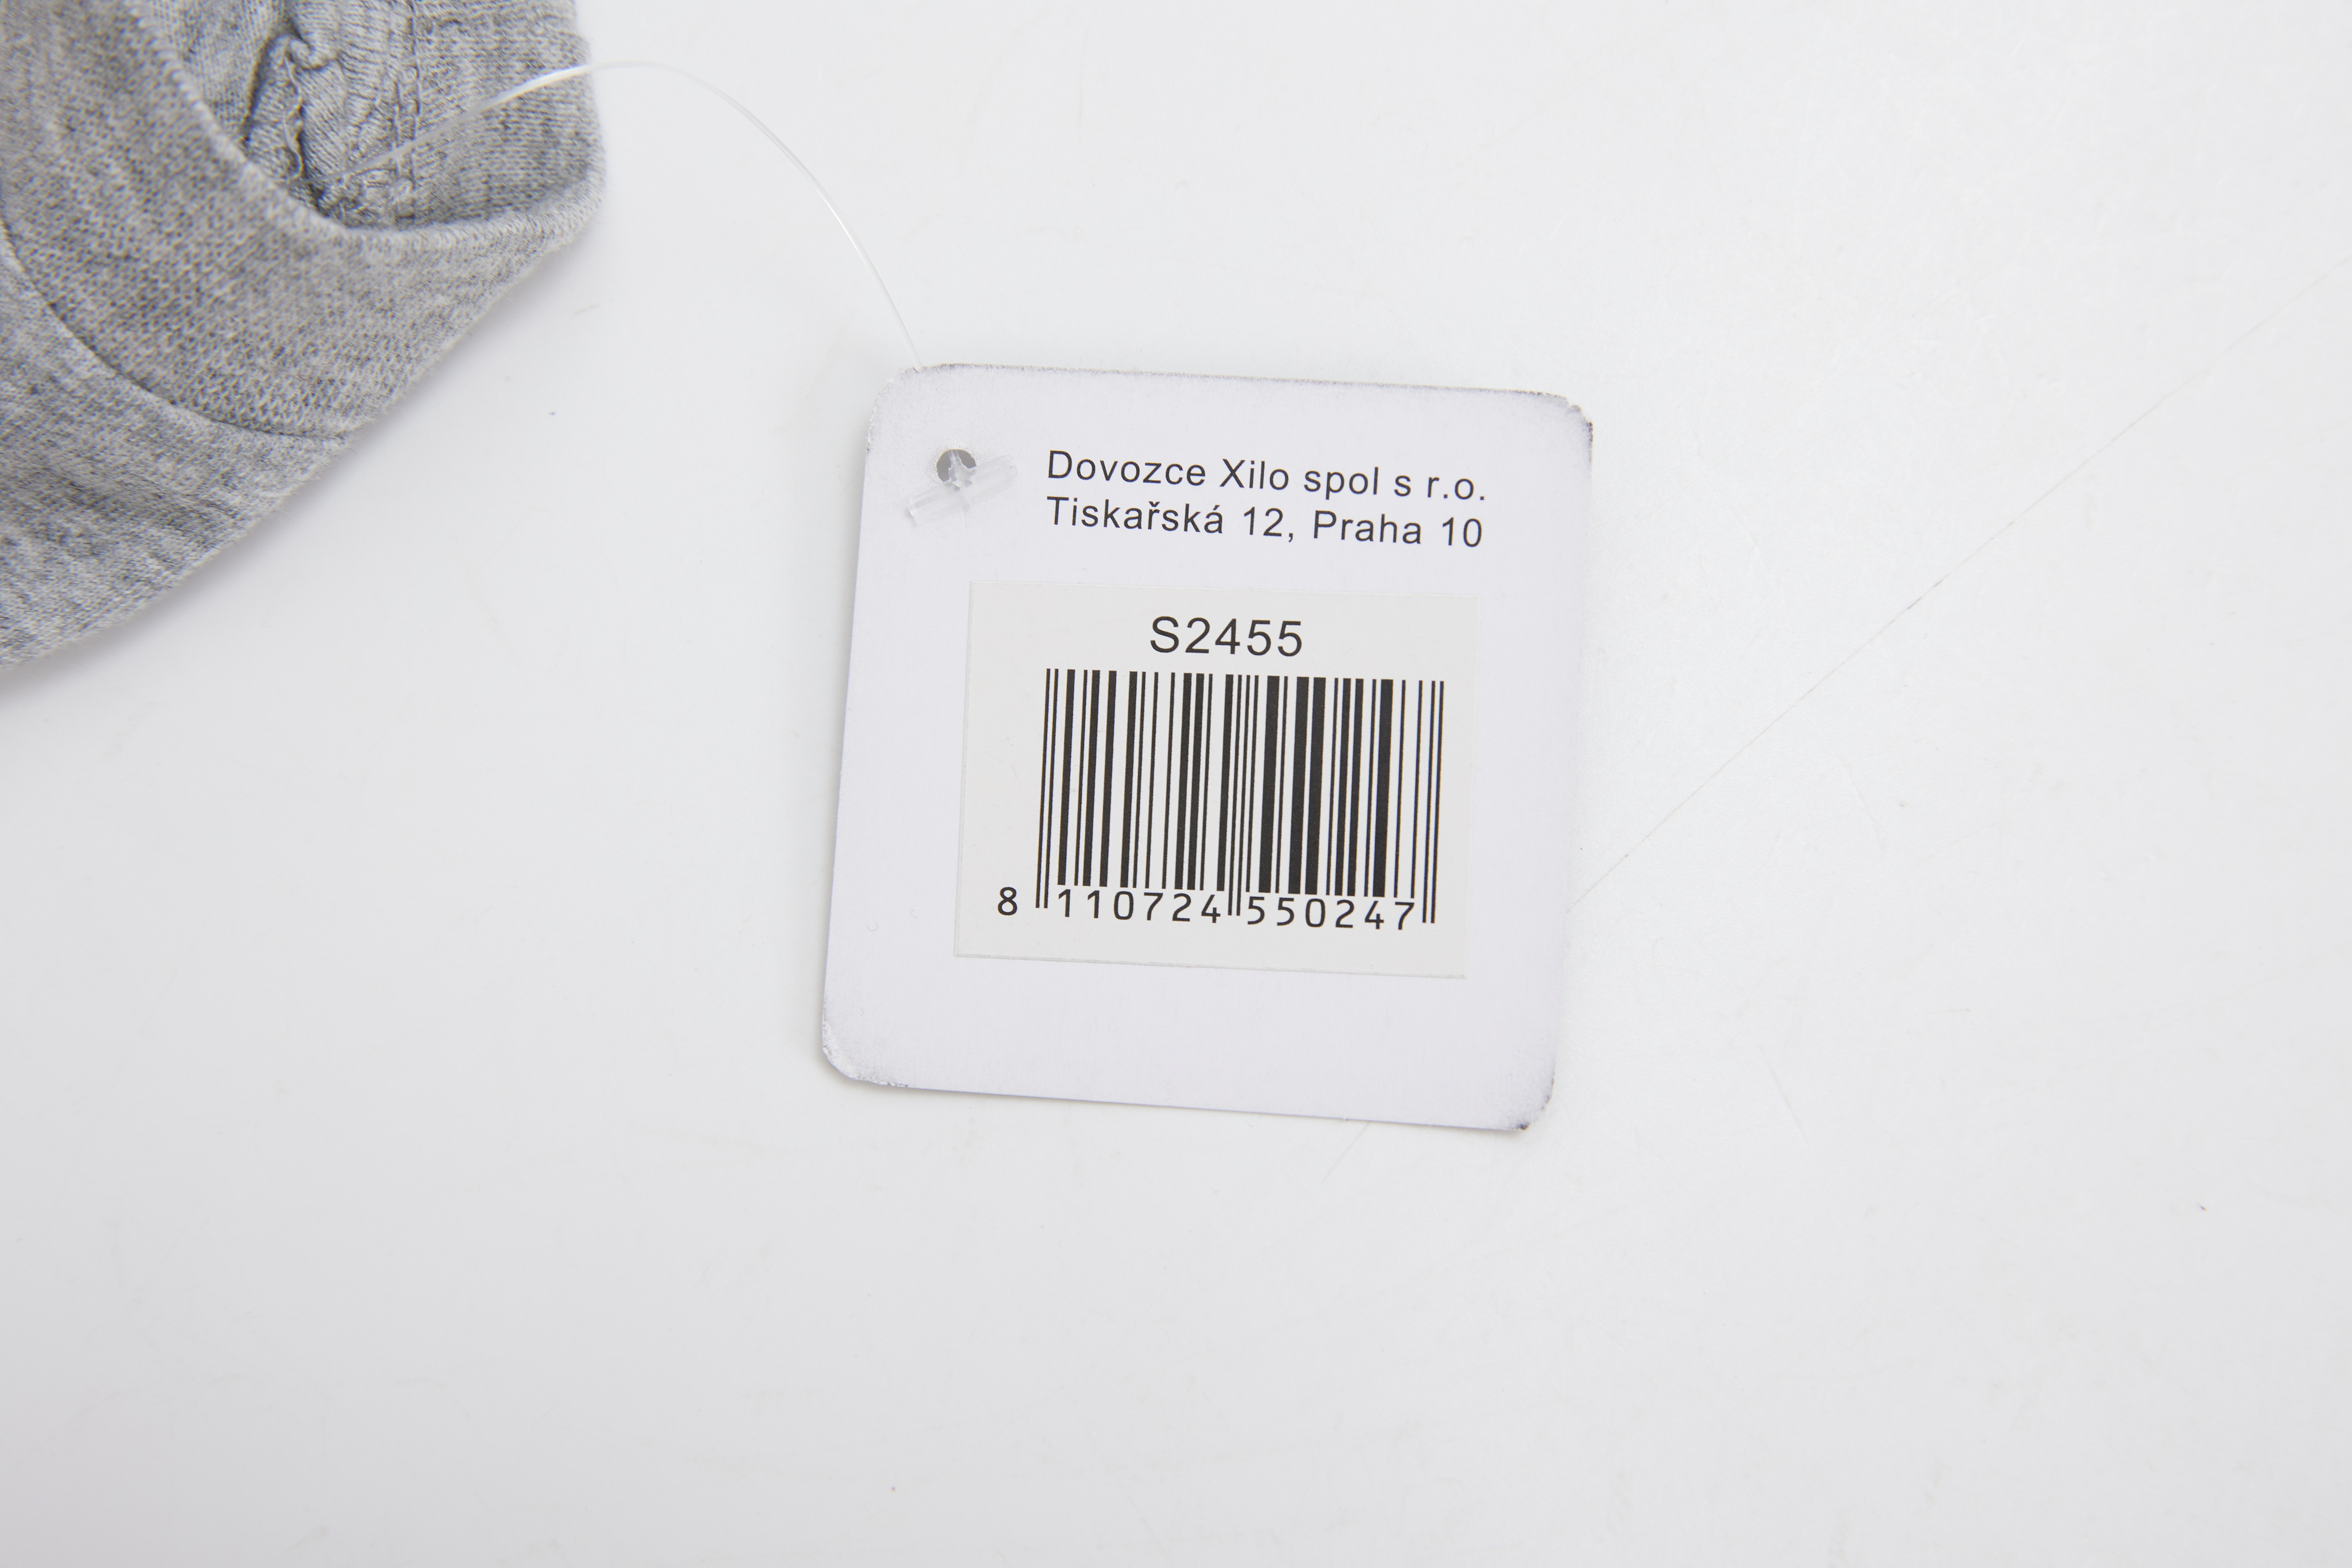 Dovozce Xilo spol s r.o.
Tiskařská 12, Praha 10
S2455
8 110724 550247